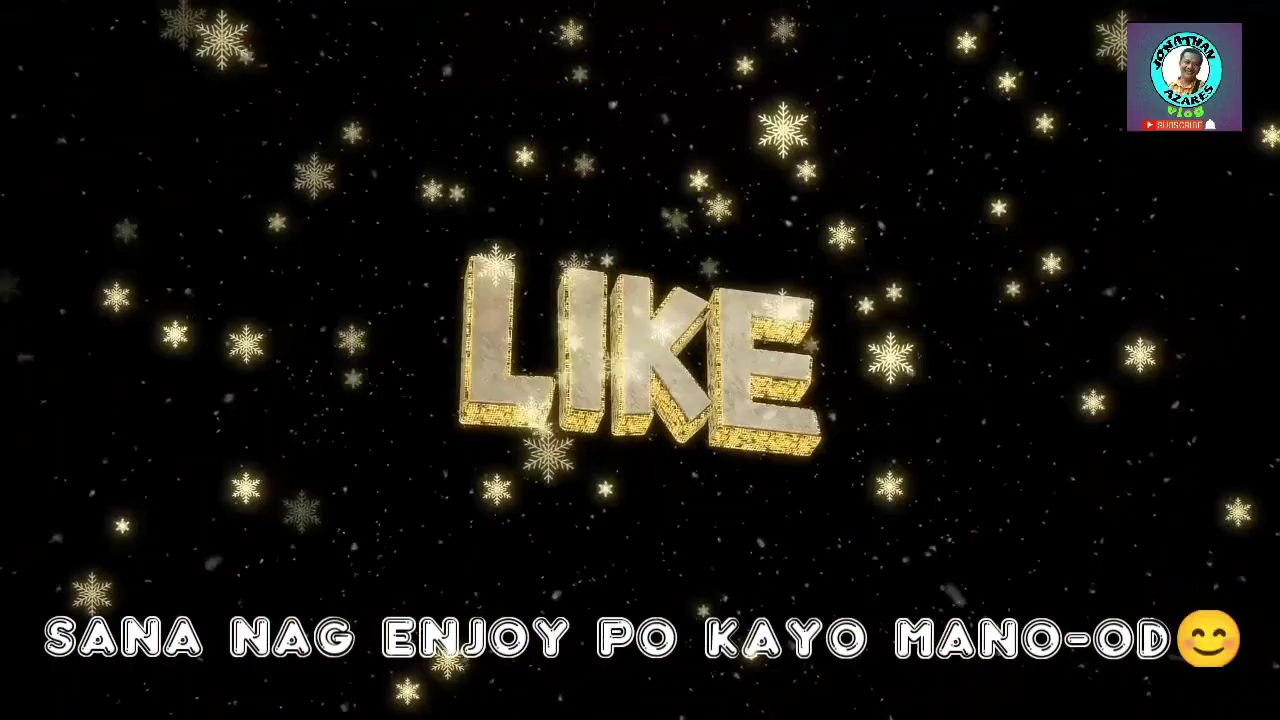 JONATHAN
AZARES
vlog
SUBSCRIBE
LIKE
SANA NAG ENJOY PO KAYO MANO-OD😊